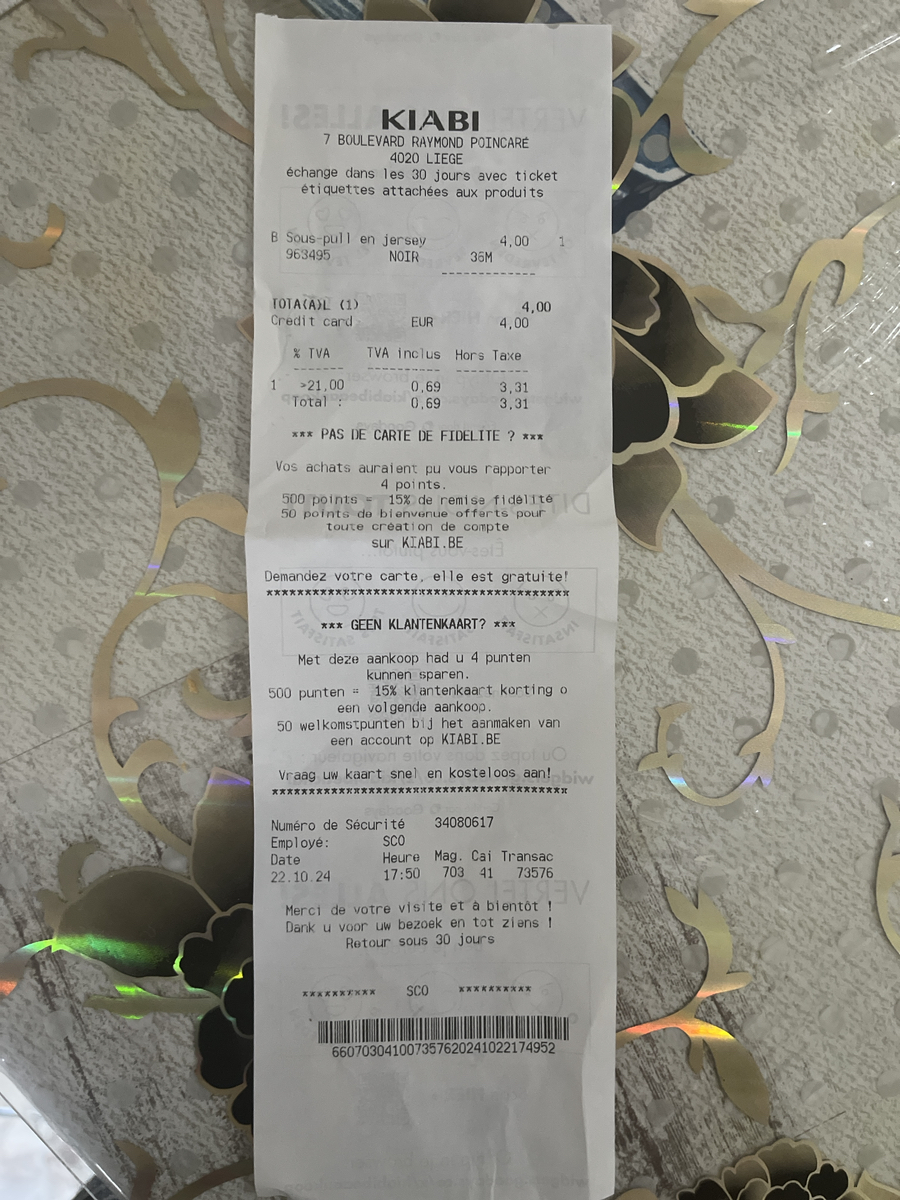 KIABI
7 BOULEVARD RAYMOND POINCARÉ
4020 LIEGE
échange dans les 30 jours avec ticket
étiquettes attachées aux produits
B Sous-pull en jersey 4,00 1
963495 NOIR 36M
------------
TOTA(A)L (1) 4,00
Credit card EUR 4,00
% TVA TVA inclus Hors Taxe
------- ---------- ----------
1 >21,00 0,69 3,31
Total : 0,69 3,31
*** PAS DE CARTE DE FIDELITE ? ***
Vos achats auraient pu vous rapporter
4 points.
500 points = 15% de remise fidélité
50 points de bienvenue offerts pour
toute création de compte
sur KIABI.BE
Demandez votre carte, elle est gratuite!
****************************************
*** GEEN KLANTENKAART? ***
Met deze aankoop had u 4 punten
kunnen sparen.
500 punten = 15% klantenkaart korting o
een volgende aankoop.
50 welkomstpunten bij het aanmaken van
een account op KIABI.BE
Vraag uw kaart snel en kosteloos aan!
****************************************
Numéro de Sécurité 34080617
Employé: SCO
Date Heure Mag. Cai Transac
22.10.24 17:50 703 41 73576
Merci de votre visite et à bientôt !
Dank u voor uw bezoek en tot ziens !
Retour sous 30 jours
********** SCO **********
660703041007357620241022174952